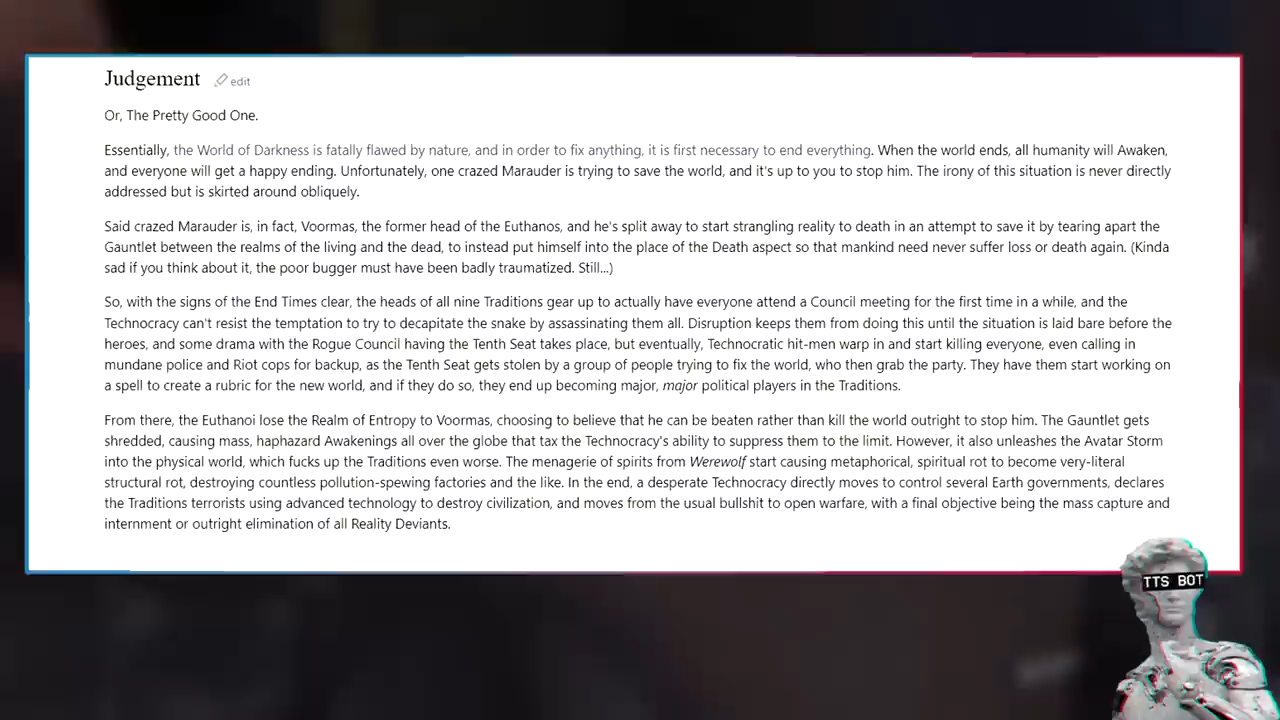 Judgement edit
Or, The Pretty Good One.
Essentially, the World of Darkness is fatally flawed by nature, and in order to fix anything, it is first necessary to end everything. When the world ends, all humanity will Awaken,
and everyone will get a happy ending. Unfortunately, one crazed Marauder is trying to save the world, and it's up to you to stop him. The irony of this situation is never directly
addressed but is skirted around obliquely.
Said crazed Marauder is, in fact, Voormas, the former head of the Euthanos, and he's split away to start strangling reality to death in an attempt to save it by tearing apart the
Gauntlet between the realms of the living and the dead, to instead put himself into the place of the Death aspect so that mankind need never suffer loss or death again. (Kinda
sad if you think about it, the poor bugger must have been badly traumatized. Still...)
So, with the signs of the End Times clear, the heads of all nine Traditions gear up to actually have everyone attend a Council meeting for the first time in a while, and the
Technocracy can't resist the temptation to try to decapitate the snake by assassinating them all. Disruption keeps them from doing this until the situation is laid bare before the
heroes, and some drama with the Rogue Council having the Tenth Seat takes place, but eventually, Technocratic hit-men warp in and start killing everyone, even calling in
mundane police and Riot cops for backup, as the Tenth Seat gets stolen by a group of people trying to fix the world, who then grab the party. They have them start working on
a spell to create a rubric for the new world, and if they do so, they end up becoming major, major political players in the Traditions.
From there, the Euthanoi lose the Realm of Entropy to Voormas, choosing to believe that he can be beaten rather than kill the world outright to stop him. The Gauntlet gets
shredded, causing mass, haphazard Awakenings all over the globe that tax the Technocracy's ability to suppress them to the limit. However, it also unleashes the Avatar Storm
into the physical world, which fucks up the Traditions even worse. The menagerie of spirits from Werewolf start causing metaphorical, spiritual rot to become very-literal
structural rot, destroying countless pollution-spewing factories and the like. In the end, a desperate Technocracy directly moves to control several Earth governments, declares
the Traditions terrorists using advanced technology to destroy civilization, and moves from the usual bullshit to open warfare, with a final objective being the mass capture and
internment or outright elimination of all Reality Deviants.
TTS BOT